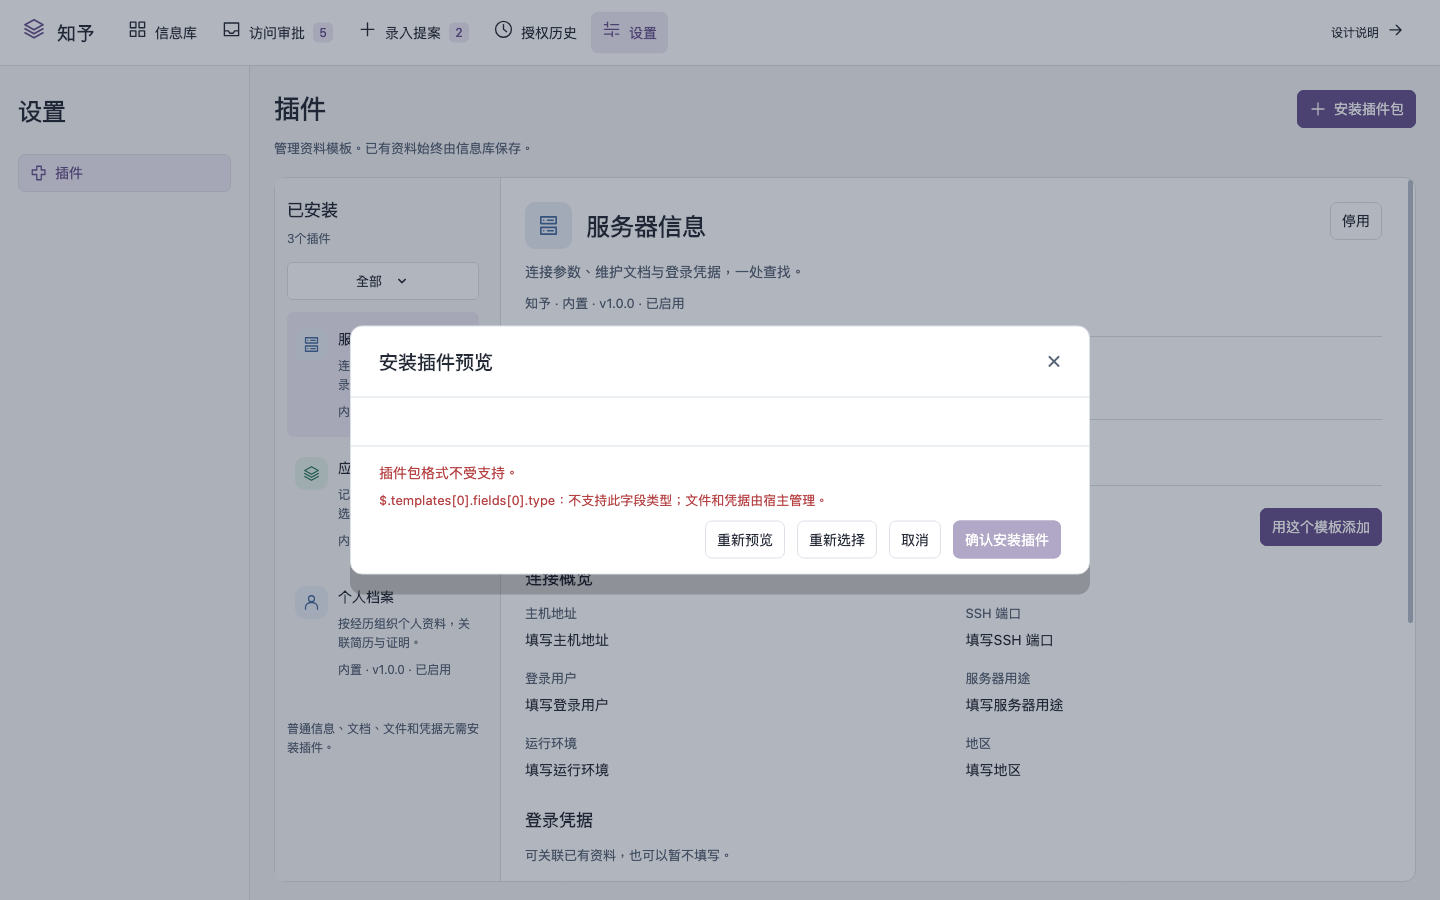 知予
信息库
访问审批 5
录入提案 2
授权历史
设置
设计说明
设置
插件
插件
管理资料模板。已有资料始终由信息库保存。
安装插件包
已安装
3个插件
全部
服务器信息
停用
连接参数、维护文档与登录凭据，一处查找。
知予 · 内置 · v1.0.0 · 已启用
服
连
录
内
应
记
选
内
个人档案
按经历组织个人资料，关
联简历与证明。
内置 · v1.0.0 · 已启用
普通信息、文档、文件和凭据无需安
装插件。
安装插件预览
插件包格式不受支持。
$.templates[0].fields[0].type：不支持此字段类型；文件和凭据由宿主管理。
重新预览
重新选择
取消
确认安装插件
用这个模板添加
连接概览
主机地址
填写主机地址
SSH 端口
填写SSH 端口
登录用户
填写登录用户
服务器用途
填写服务器用途
运行环境
填写运行环境
地区
填写地区
登录凭据
可关联已有资料，也可以暂不填写。